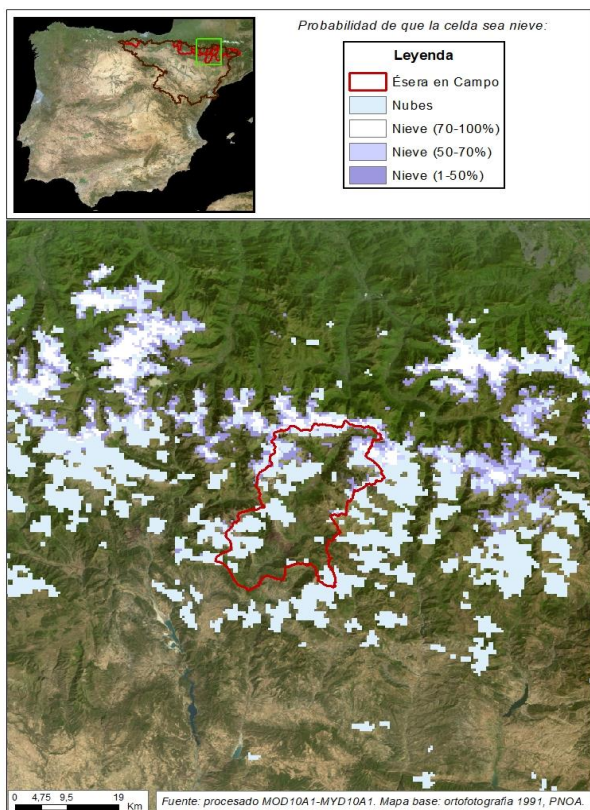 Probabilidad de que la celda sea nieve:
Leyenda
Ésera en Campo
Nubes
Nieve (70-100%)
Nieve (50-70%)
Nieve (1-50%)
0 4,75 9,5 19
Km
Fuente: procesado MOD10A1-MYD10A1. Mapa base: orofotografía 1991, PNOA.